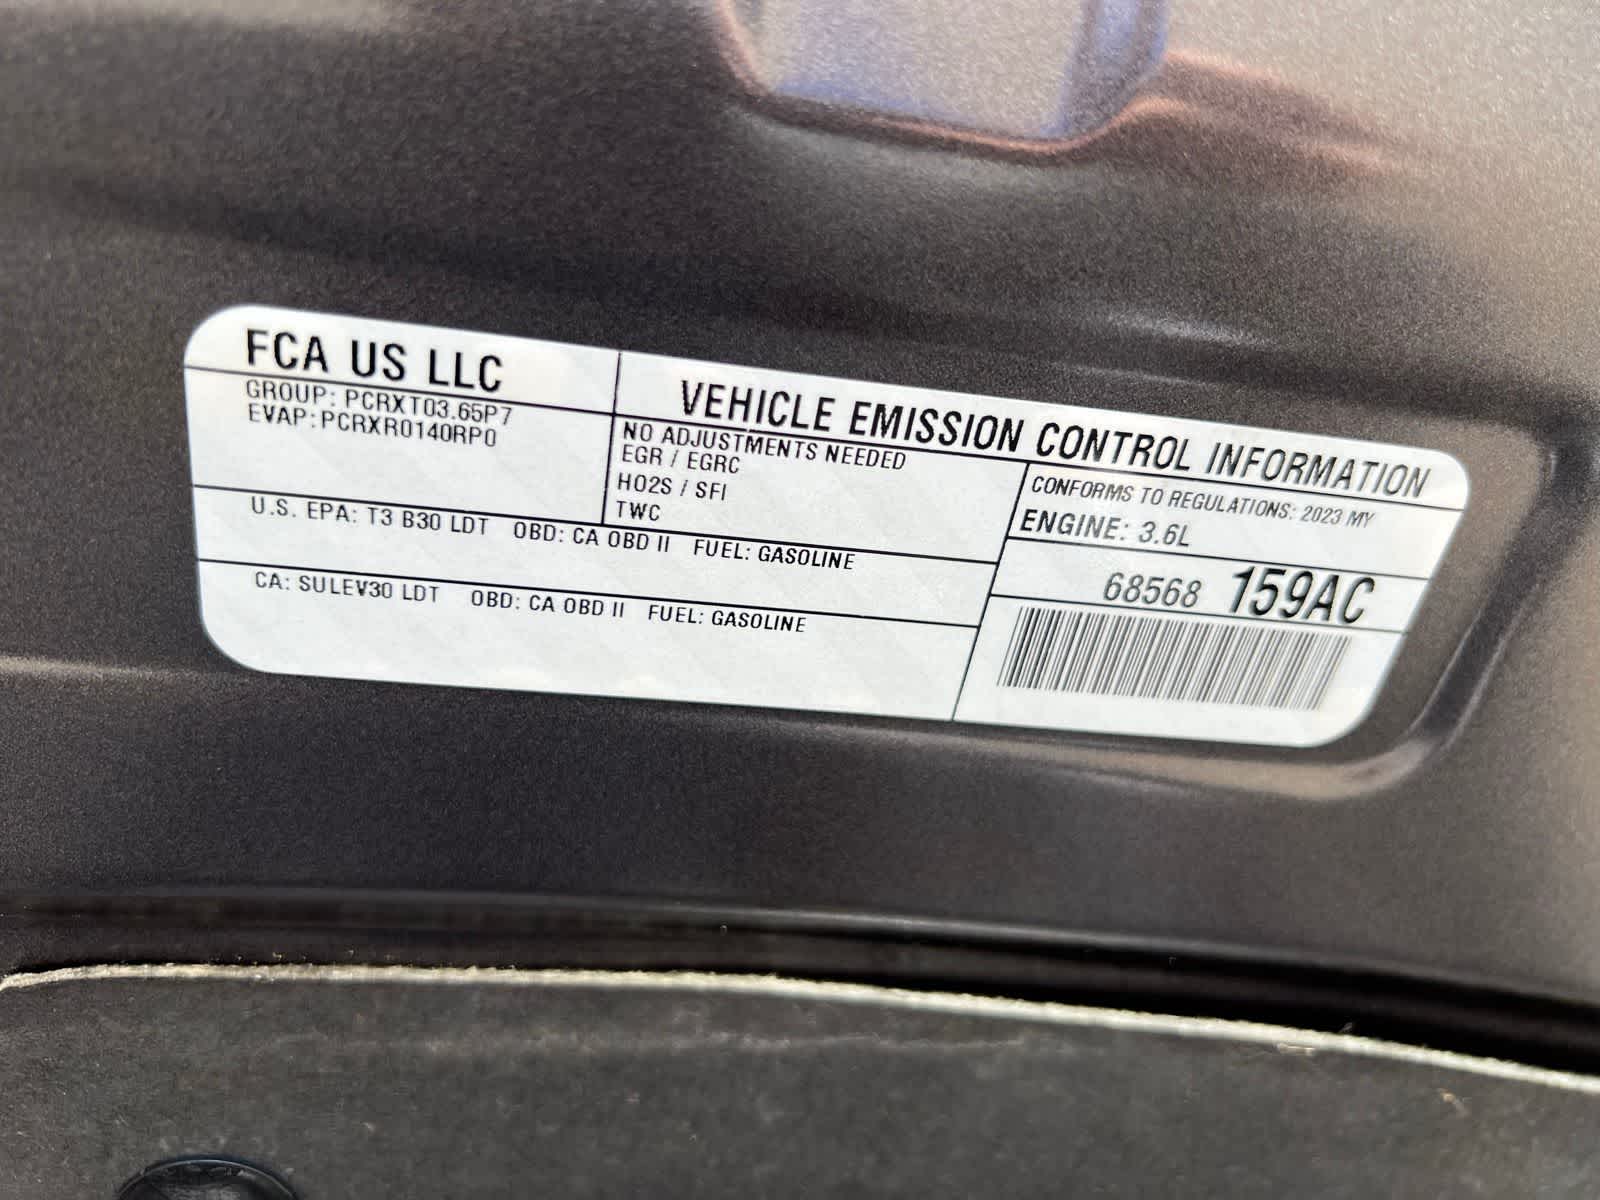 FCA US LLC
GROUP: PCRXT03.65P7
EVAP: PCRXR0140RP0
VEHICLE EMISSION CONTROL INFORMATION
NO ADJUSTMENTS NEEDED
EGR / EGRC
HO2S / SFI
TWC
CONFORMS TO REGULATIONS: 2023 MY
ENGINE: 3.6L
U.S. EPA: T3 B30 LDT OBD: CA OBD II FUEL: GASOLINE
CA: SULEV30 LDT OBD: CA OBD II FUEL: GASOLINE
68568 159AC